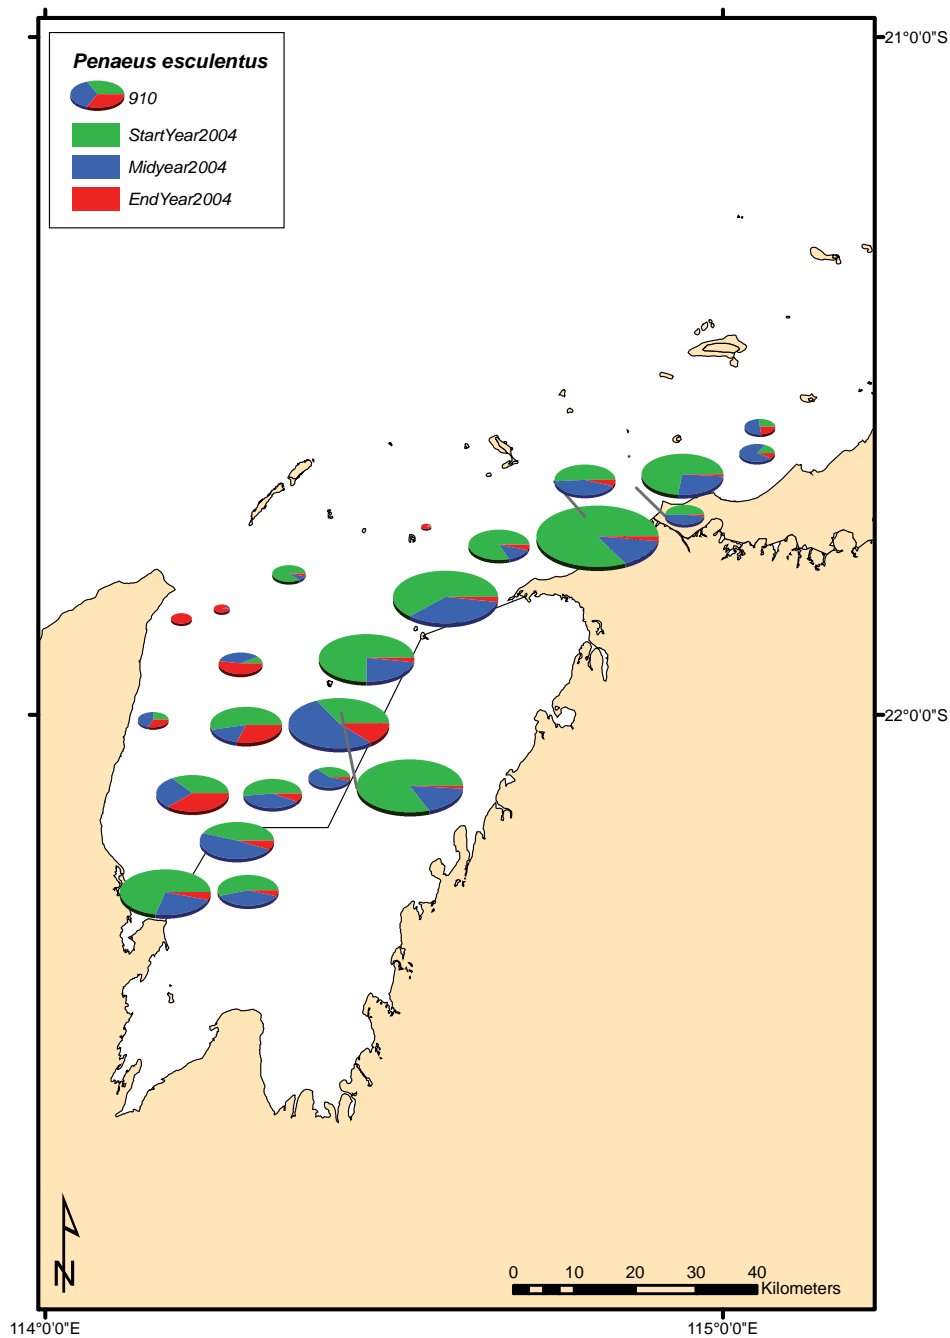 21°0'0"S
Penaeus esculentus
910
StartYear2004
Midyear2004
EndYear2004
22°0'0"S
N
0 10 20 30 40
Kilometers
114°0'0"E 115°0'0"E